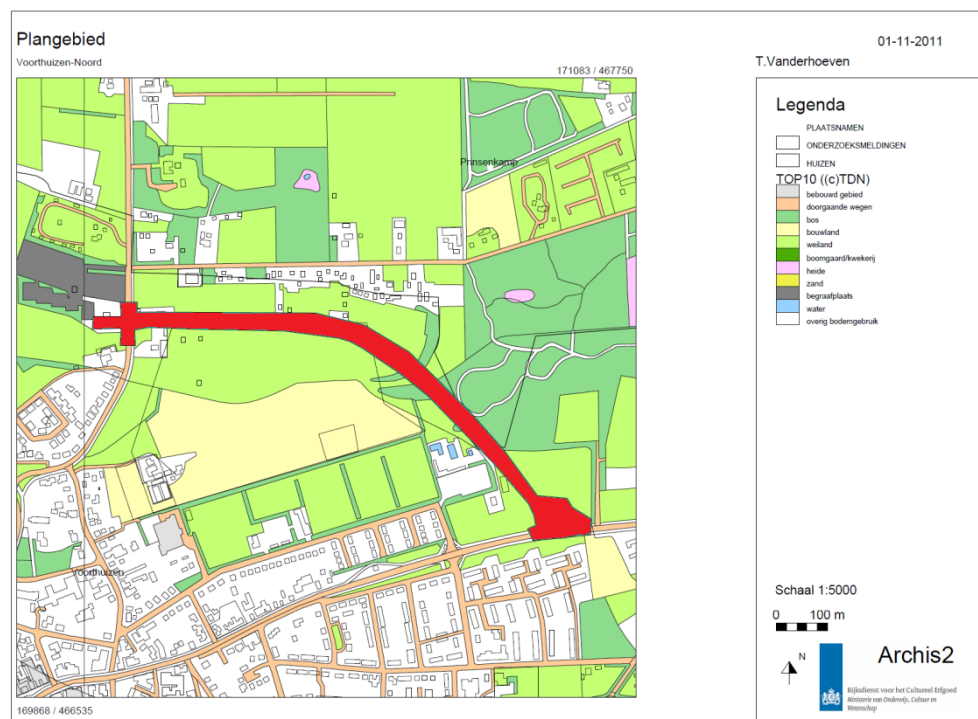 Plangebied
01-11-2011
Voorthuizen-Noord
T.Vanderhoeven
171083 / 467750
Legenda
PLAATSNAMEN
ONDERZOEKSMELDINGEN
HUIZEN
TOP10 ((c)TDN)
bebouwd gebied
doorgaande wegen
bos
bouwland
weiland
boomgaard/kwekerij
heide
zand
begraafplaats
water
overig bodemgebruik
Prinsenkamp
Voorthuizen
Schaal 1:5000
0 100 m
N
Archis2
Rijksdienst voor het Cultureel Erfgoed
Ministerie van Onderwijs, Cultuur en
Wetenschap
169868 / 466535